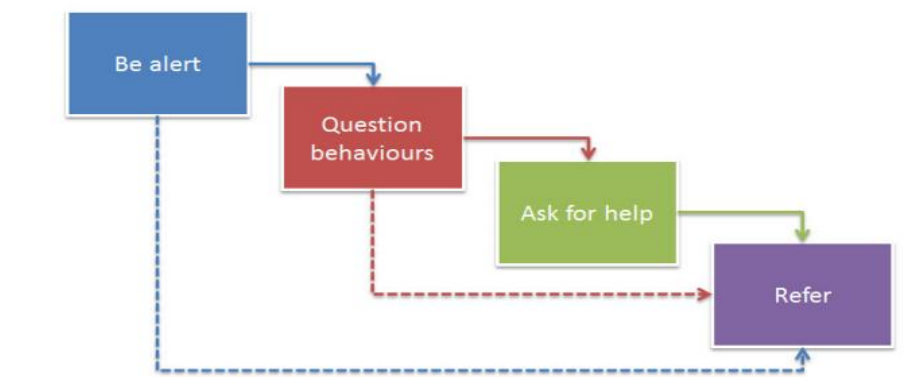 Be alert
Question
behaviours
Ask for help
Refer